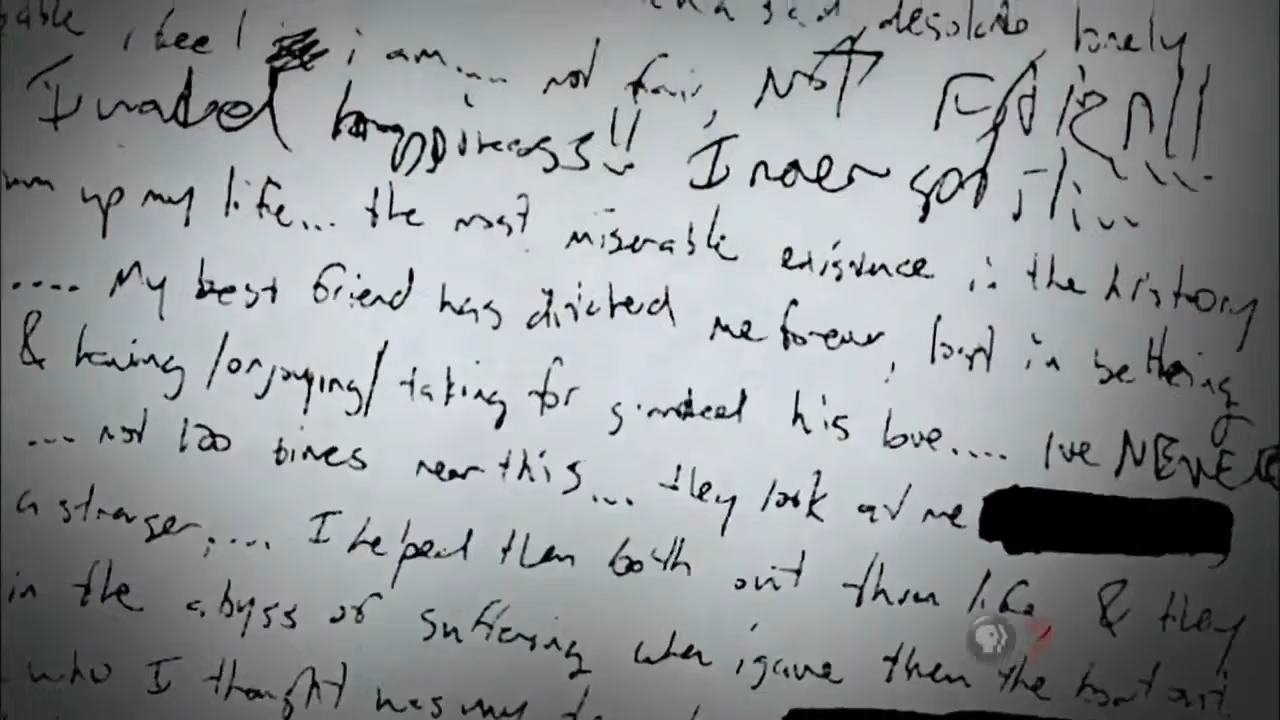 i feel i am.... not fair, NOT FAIR!!! desolate, lonely
I wanted happiness!! I never got it...
up my life... the most miserable existence in the history
.... My best friend has ditched me forever, lost in bettering
& having/enjoying/taking for granted his love.... Ive NEVER
... not 100 times near this... they look at me
a stranger;.... I helped them both out thru life, & they
in the abyss of suffering when i gave them the
who I thought was my